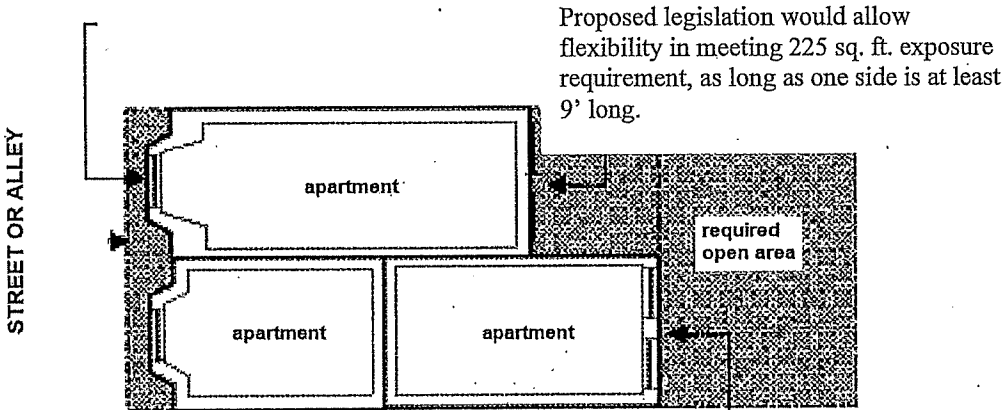 Proposed legislation would allow
flexibility in meeting 225 sq. ft. exposure
requirement, as long as one side is at least
9’ long.
STREET OR ALLEY
apartment
required
open area
apartment
apartment